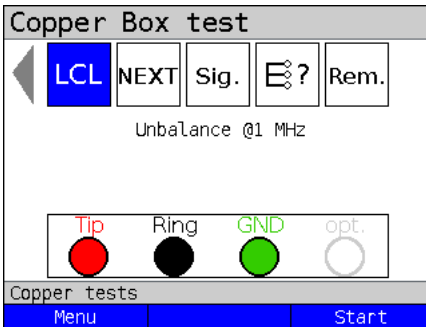 Copper Box test
LCL NEXT Sig. ? Rem.
Unbalance @1 MHz
Tip Ring GND opt.
Copper tests
Menu Start